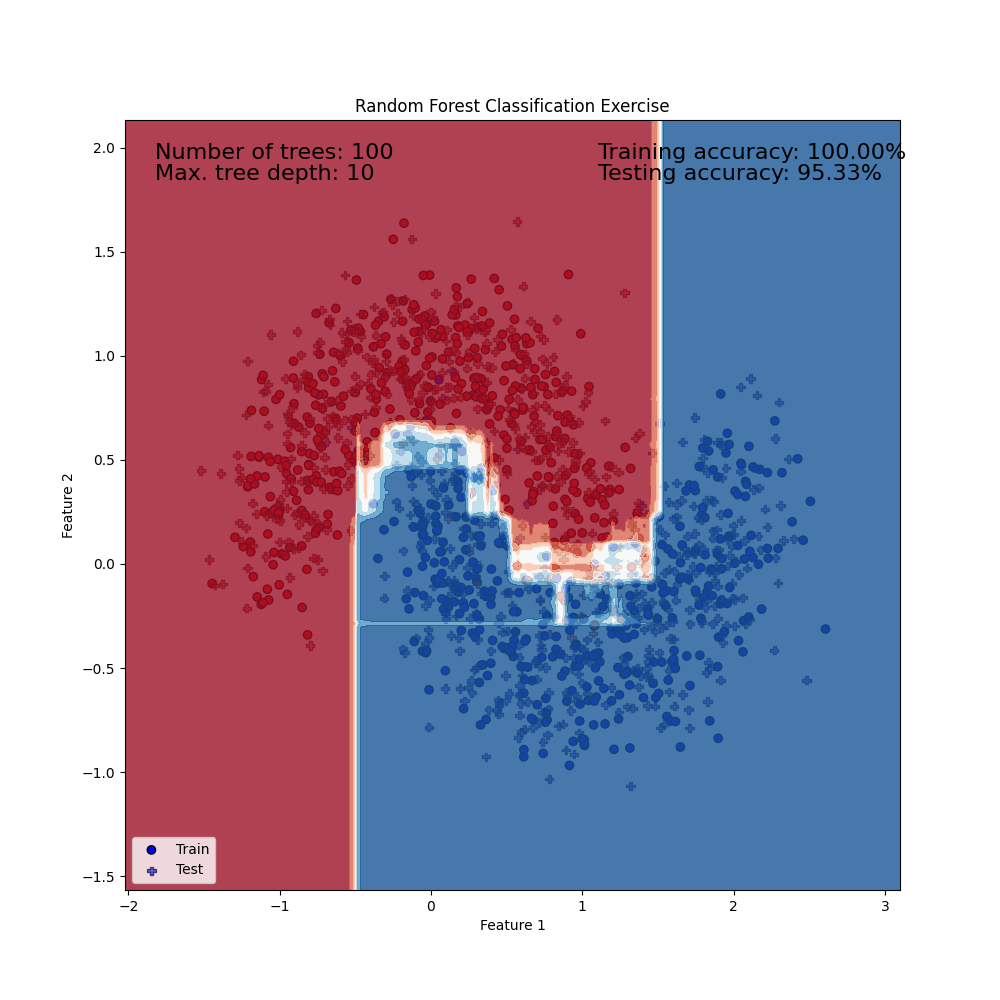 Random Forest Classification Exercise
Number of trees: 100
Max. tree depth: 10
Training accuracy: 100.00%
Testing accuracy: 95.33%
2.0
1.5
1.0
0.5
0.0
−0.5
−1.0
−1.5
Feature 2
Train
Test
−2
−1
0
1
2
3
Feature 1